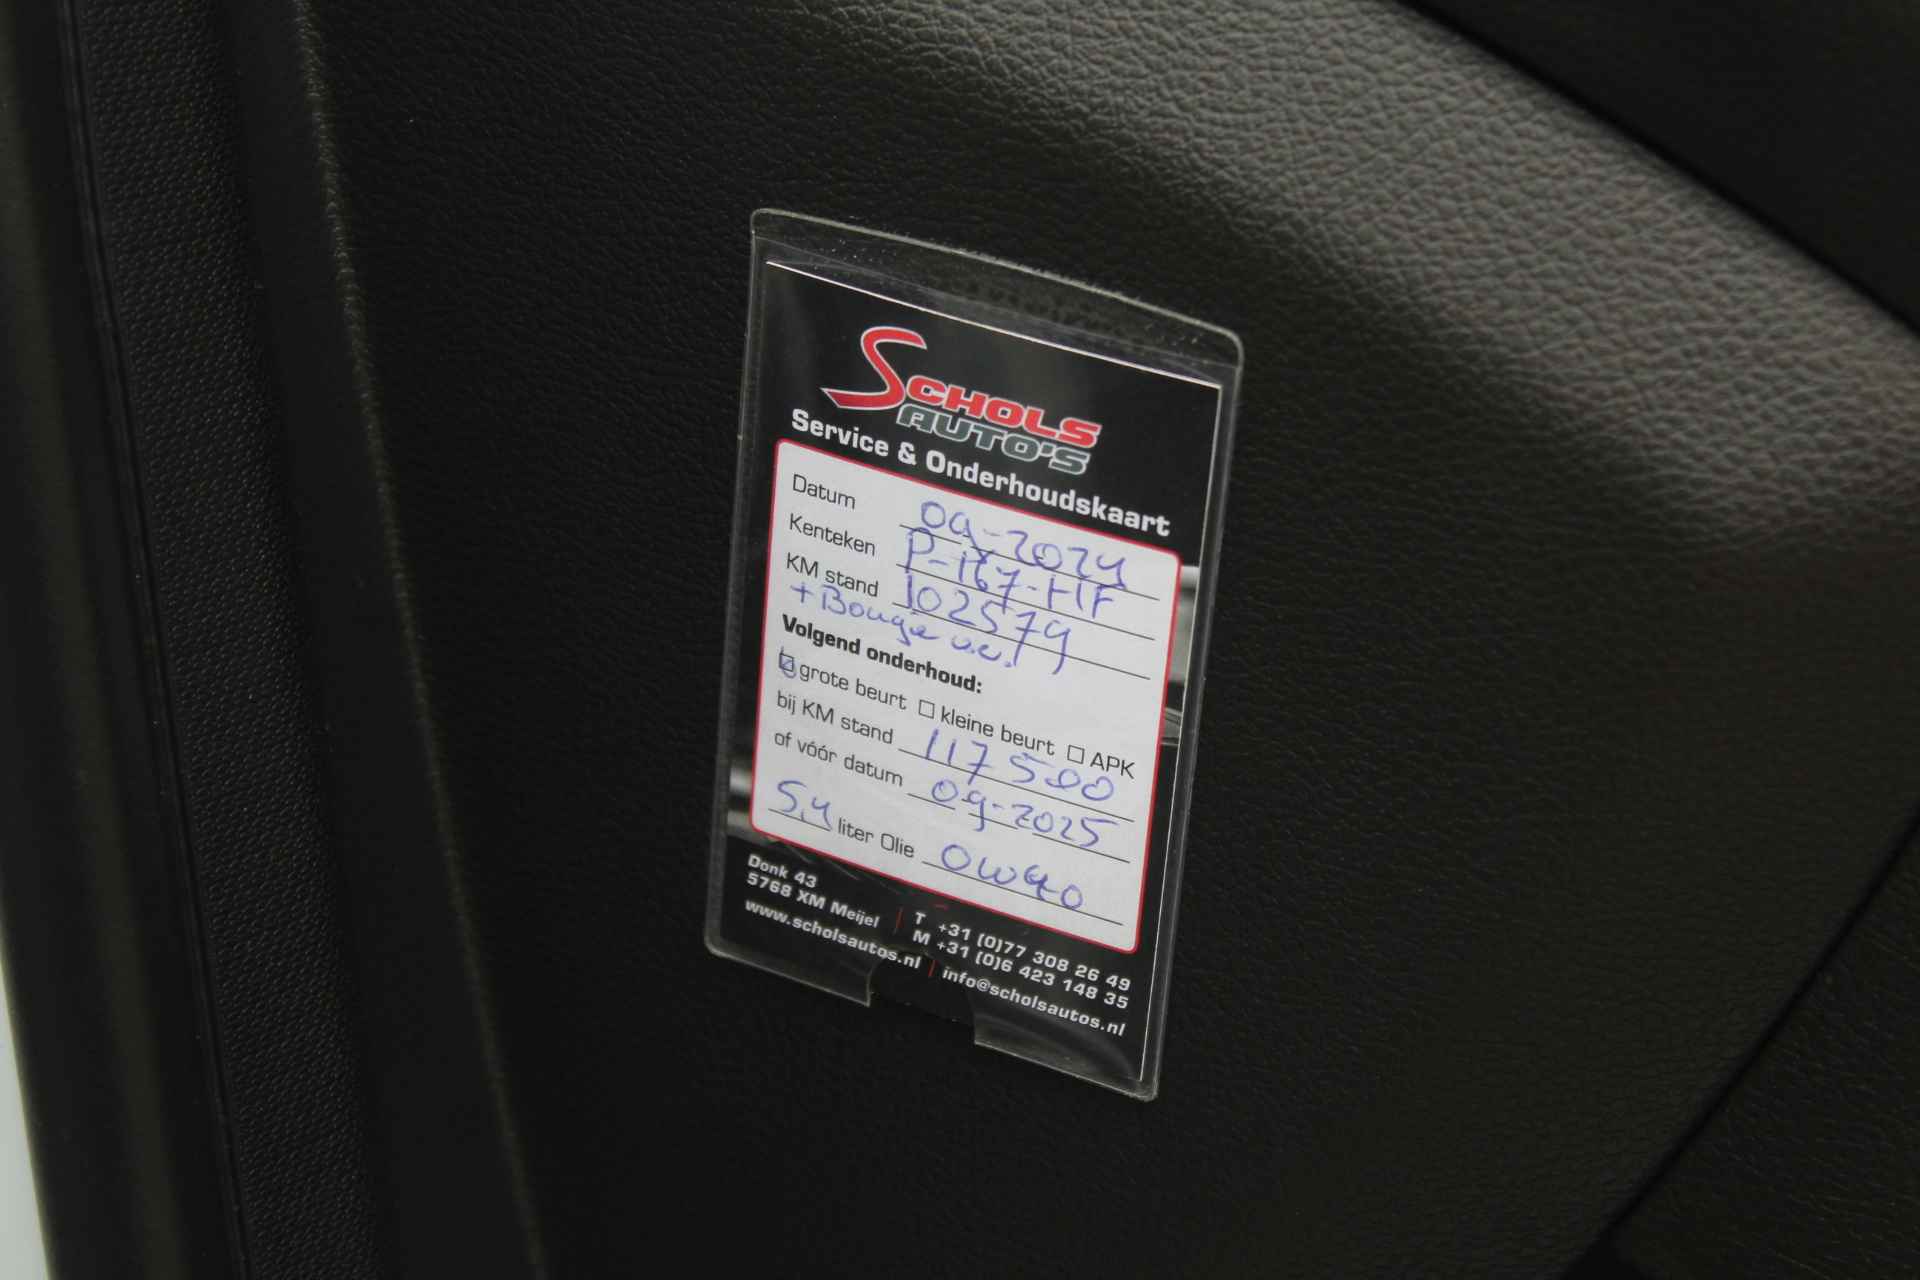 SCHOLS
AUTO'S
Service & Onderhoudskaart
Datum 09-2024
Kenteken P-167-HF
KM stand 102579
+ Bougie v.v.
Volgend onderhoud:
☑ grote beurt ☐ kleine beurt ☐ APK
bij KM stand 117 500
of vóór datum 09-2025
5,4 liter Olie 0W40
Donk 43
5768 XM Meijel | T +31 (0)77 308 26 49
M +31 (0)6 423 148 35
www.scholsautos.nl | info@scholsautos.nl